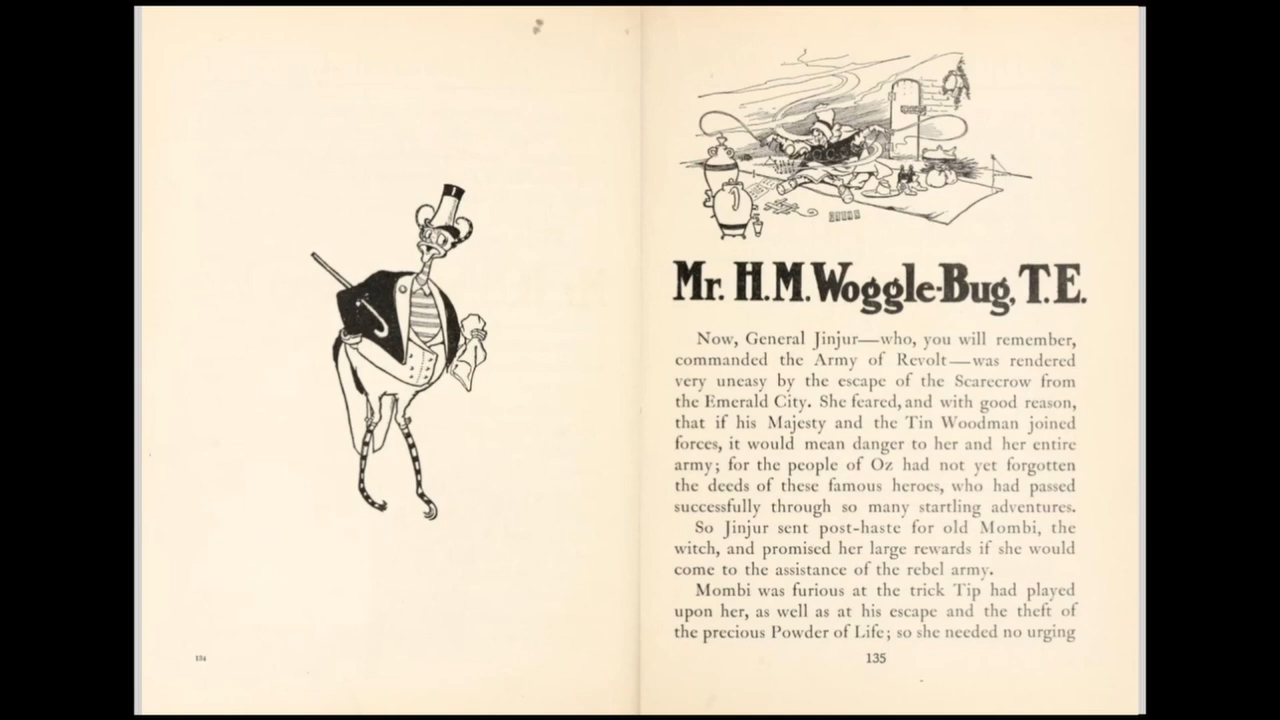 134
Mr. H.M. Woggle-Bug, T.E.
Now, General Jinjur—who, you will remember,
commanded the Army of Revolt—was rendered
very uneasy by the escape of the Scarecrow from
the Emerald City. She feared, and with good reason,
that if his Majesty and the Tin Woodman joined
forces, it would mean danger to her and her entire
army; for the people of Oz had not yet forgotten
the deeds of these famous heroes, who had passed
successfully through so many startling adventures.
So Jinjur sent post-haste for old Mombi, the
witch, and promised her large rewards if she would
come to the assistance of the rebel army.
Mombi was furious at the trick Tip had played
upon her, as well as at his escape and the theft of
the precious Powder of Life; so she needed no urging
135